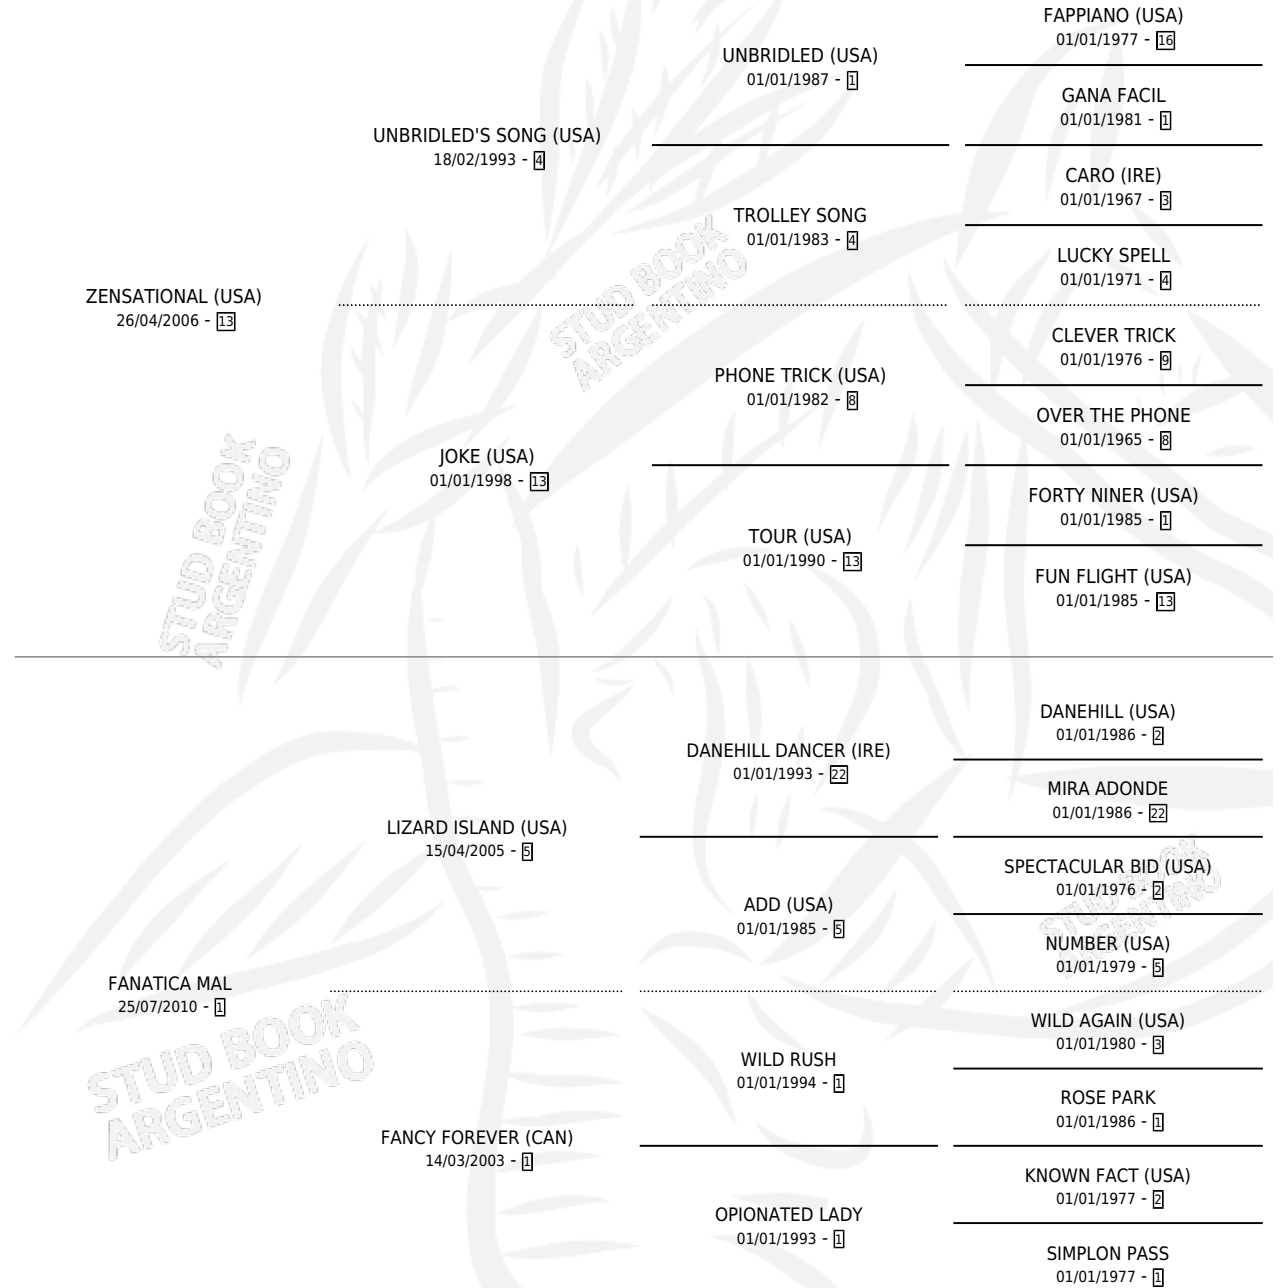 FAPPIANO (USA)
01/01/1977 - 16
UNBRIDLED (USA)
01/01/1987 - 1
GANA FACIL
01/01/1981 - 1
UNBRIDLED'S SONG (USA)
18/02/1993 - 4
CARO (IRE)
01/01/1967 - 3
TROLLEY SONG
01/01/1983 - 4
LUCKY SPELL
01/01/1971 - 4
ZENSATIONAL (USA)
26/04/2006 - 13
CLEVER TRICK
01/01/1976 - 9
PHONE TRICK (USA)
01/01/1982 - 8
OVER THE PHONE
01/01/1965 - 8
JOKE (USA)
01/01/1998 - 13
FORTY NINER (USA)
01/01/1985 - 1
TOUR (USA)
01/01/1990 - 13
FUN FLIGHT (USA)
01/01/1985 - 13
STUD BOOK
ARGENTINO
STUD BOOK
ARGENTINO
DANEHILL (USA)
01/01/1986 - 2
DANEHILL DANCER (IRE)
01/01/1993 - 22
MIRA ADONDE
01/01/1986 - 22
LIZARD ISLAND (USA)
15/04/2005 - 5
SPECTACULAR BID (USA)
01/01/1976 - 2
ADD (USA)
01/01/1985 - 5
NUMBER (USA)
01/01/1979 - 5
STUD BOOK
ARGENTINO
FANATICA MAL
25/07/2010 - 1
WILD AGAIN (USA)
01/01/1980 - 3
WILD RUSH
01/01/1994 - 1
ROSE PARK
01/01/1986 - 1
STUD BOOK
ARGENTINO
FANCY FOREVER (CAN)
14/03/2003 - 1
KNOWN FACT (USA)
01/01/1977 - 2
OPIONATED LADY
01/01/1993 - 1
SIMPLON PASS
01/01/1977 - 1